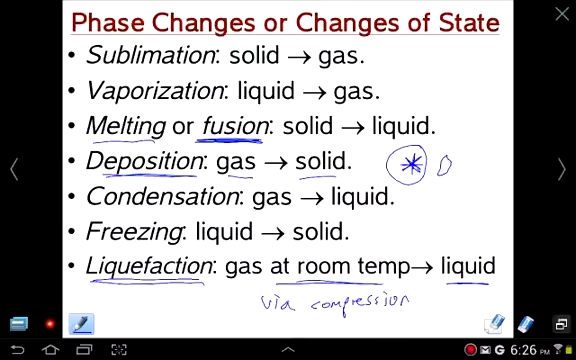 Phase Changes or Changes of State
• Sublimation: solid → gas.
• Vaporization: liquid → gas.
• Melting or fusion: solid → liquid.
• Deposition: gas → solid.
• Condensation: gas → liquid.
• Freezing: liquid → solid.
• Liquefaction: gas at room temp→ liquid
via compression
6:26 PM